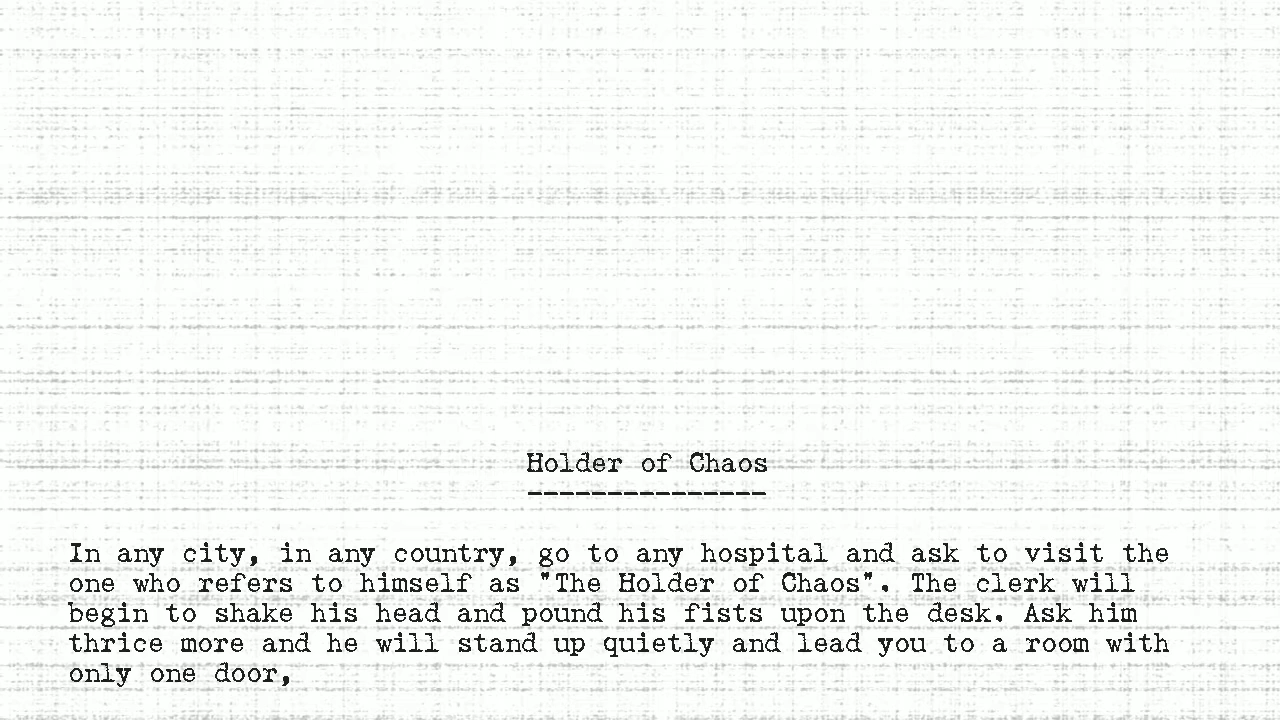 Holder of Chaos
---------------
In any city, in any country, go to any hospital and ask to visit the
one who refers to himself as "The Holder of Chaos". The clerk will
begin to shake his head and pound his fists upon the desk. Ask him
thrice more and he will stand up quietly and lead you to a room with
only one door,